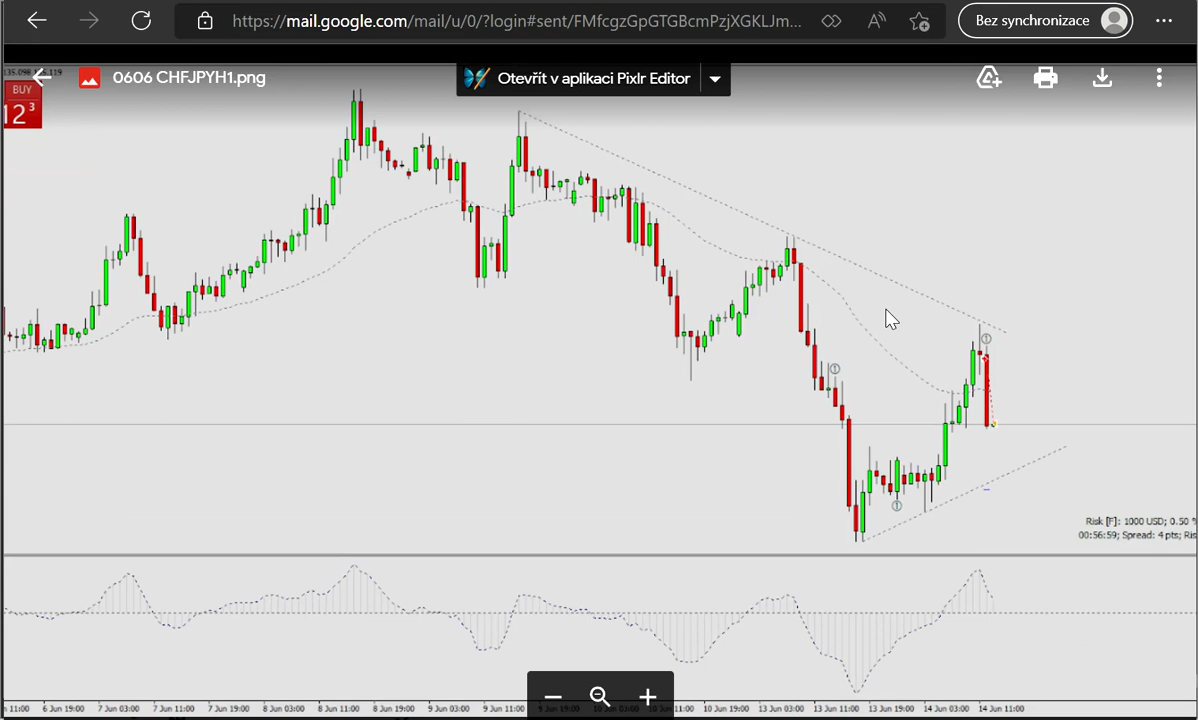 https://mail.google.com/mail/u/0/?login#sent/FMfcgzGpGTGBcmPzjXGKLJm...
Bez synchronizace
0606 CHFJPYH1.png
Otevřít v aplikaci Pixlr Editor
BUY
12 3
Risk [F]: 1000 USD; 0.50 %
00:56:59; Spread: 4 pts; Ris
11:00 6 Jun 19:00 7 Jun 03:00 7 Jun 11:00 7 Jun 19:00 8 Jun 03:00 8 Jun 11:00 8 Jun 19:00 9 Jun 03:00 9 Jun 11:00 13 Jun 03:00 13 Jun 11:00 13 Jun 19:00 14 Jun 03:00 14 Jun 11:00